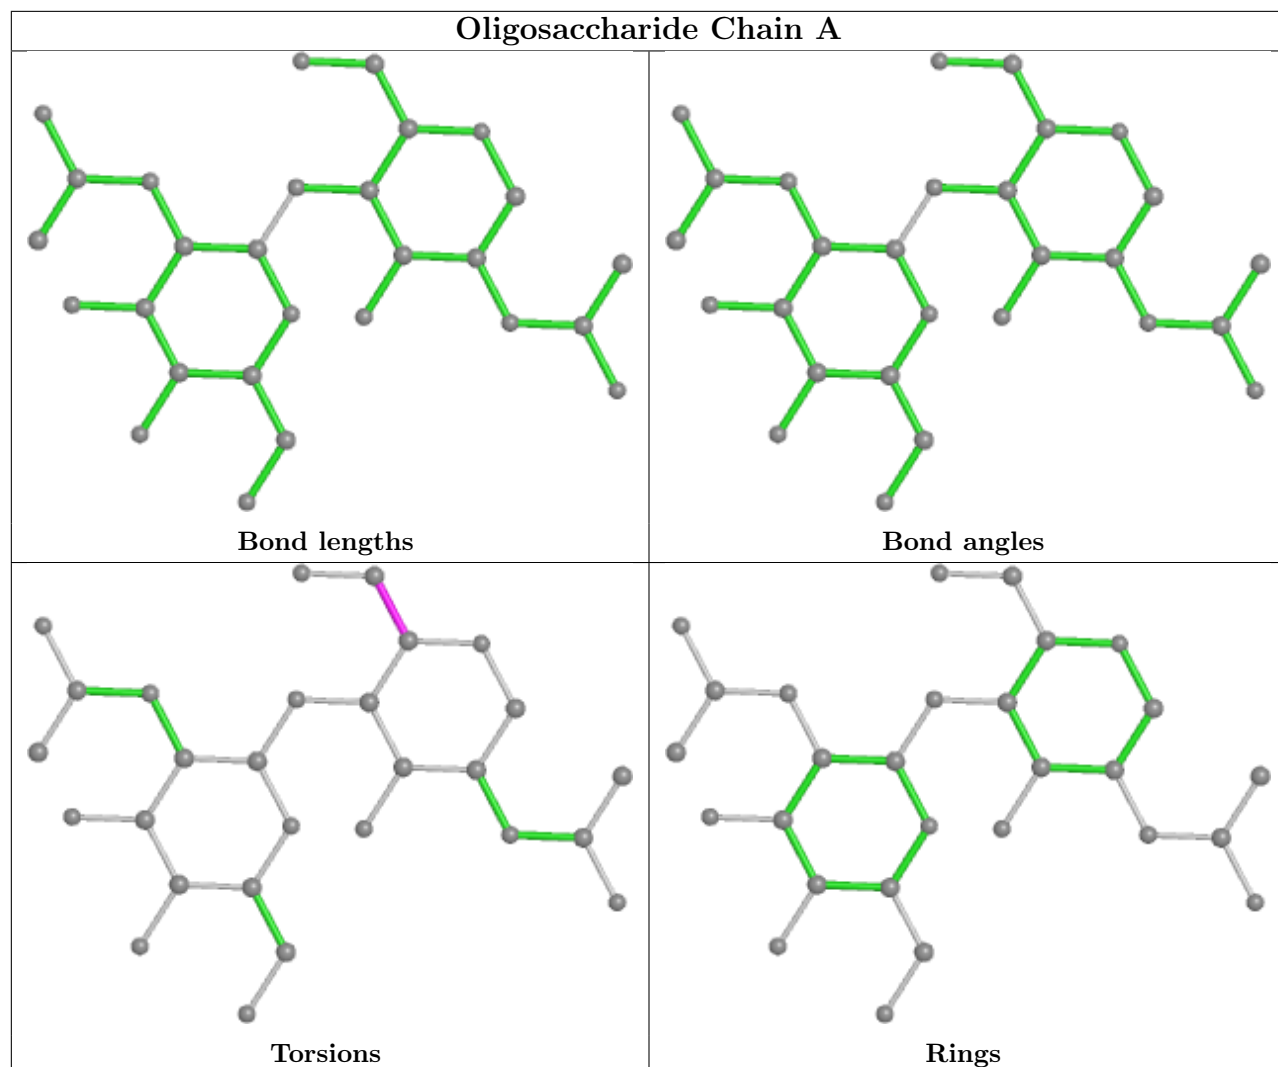 Oligosaccharide Chain A
Bond lengths
Bond angles
Torsions
Rings